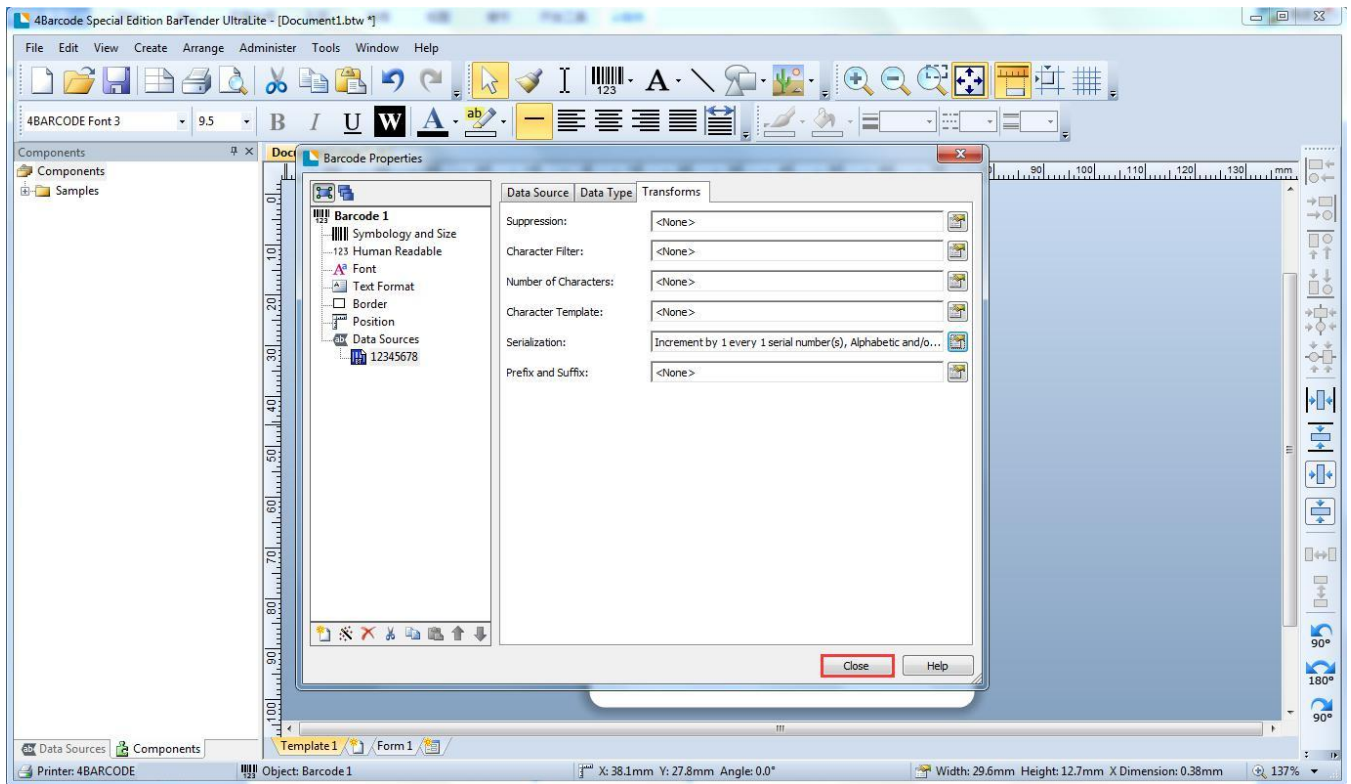 4Barcode Special Edition BarTender UltraLite - [Document1.btw *]
File Edit View Create Arrange Administer Tools Window Help
4BARCODE Font 3 9.5 B I U W A ab
Components
Components
Samples
Barcode Properties
Barcode 1
Symbology and Size
123 Human Readable
Font
Text Format
Border
Position
Data Sources
12345678
Data Source Data Type Transforms
Suppression: <None>
Character Filter: <None>
Number of Characters: <None>
Character Template: <None>
Serialization: Increment by 1 every 1 serial number(s), Alphabetic and/o...
Prefix and Suffix: <None>
Close Help
90 100 110 120 130 mm
0
10
20
30
40
50
60
70
80
90
100
90°
180°
90°
Data Sources Components
Template 1 Form 1
Printer: 4BARCODE Object: Barcode 1 X: 38.1mm Y: 27.8mm Angle: 0.0° Width: 29.6mm Height: 12.7mm X Dimension: 0.38mm 137%